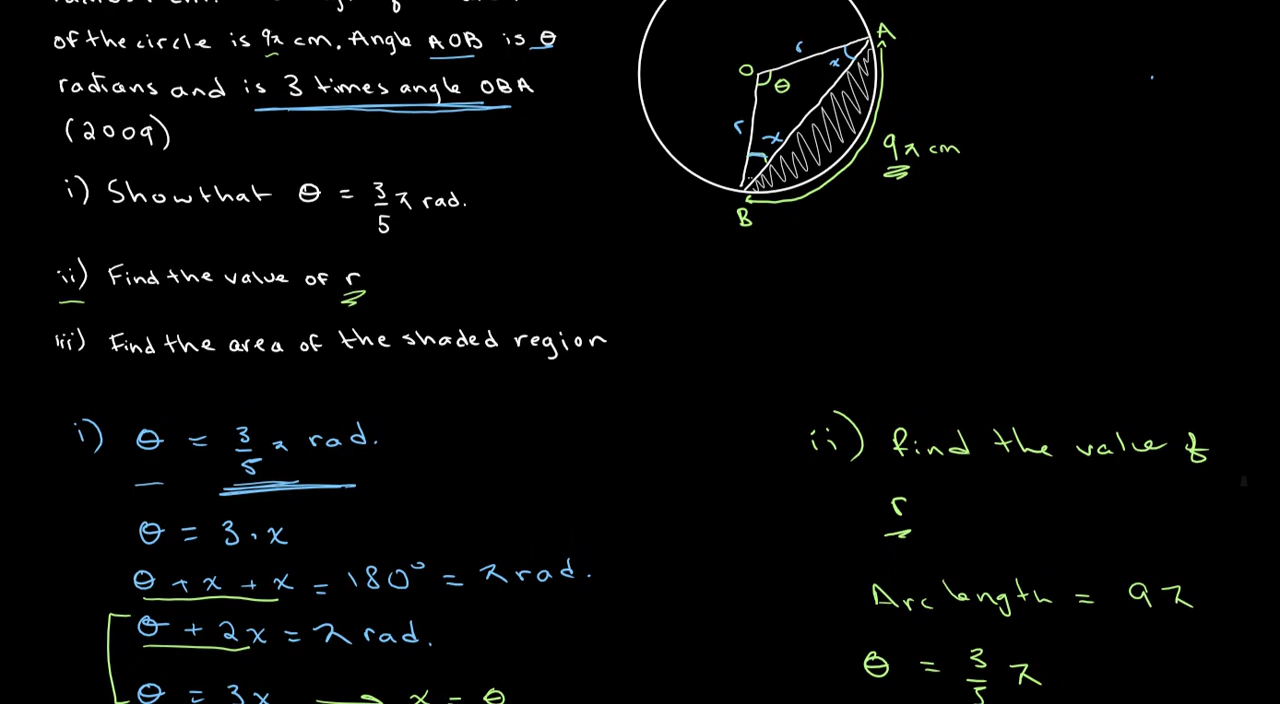 of the circle is 9π cm. Angle AOB is θ
radians and is 3 times angle OBA
(2009)
i) Show that θ = 3/5 π rad.
ii) Find the value of r
iii) Find the area of the shaded region
A
O
r
x
θ
r
x
9π cm
B
i) θ = 3/5 π rad.
θ = 3.x
θ + x + x = 180° = π rad.
θ + 2x = π rad.
θ = 3x → x = θ
ii) find the value of
r
Arc length = 9π
θ = 3/5 π